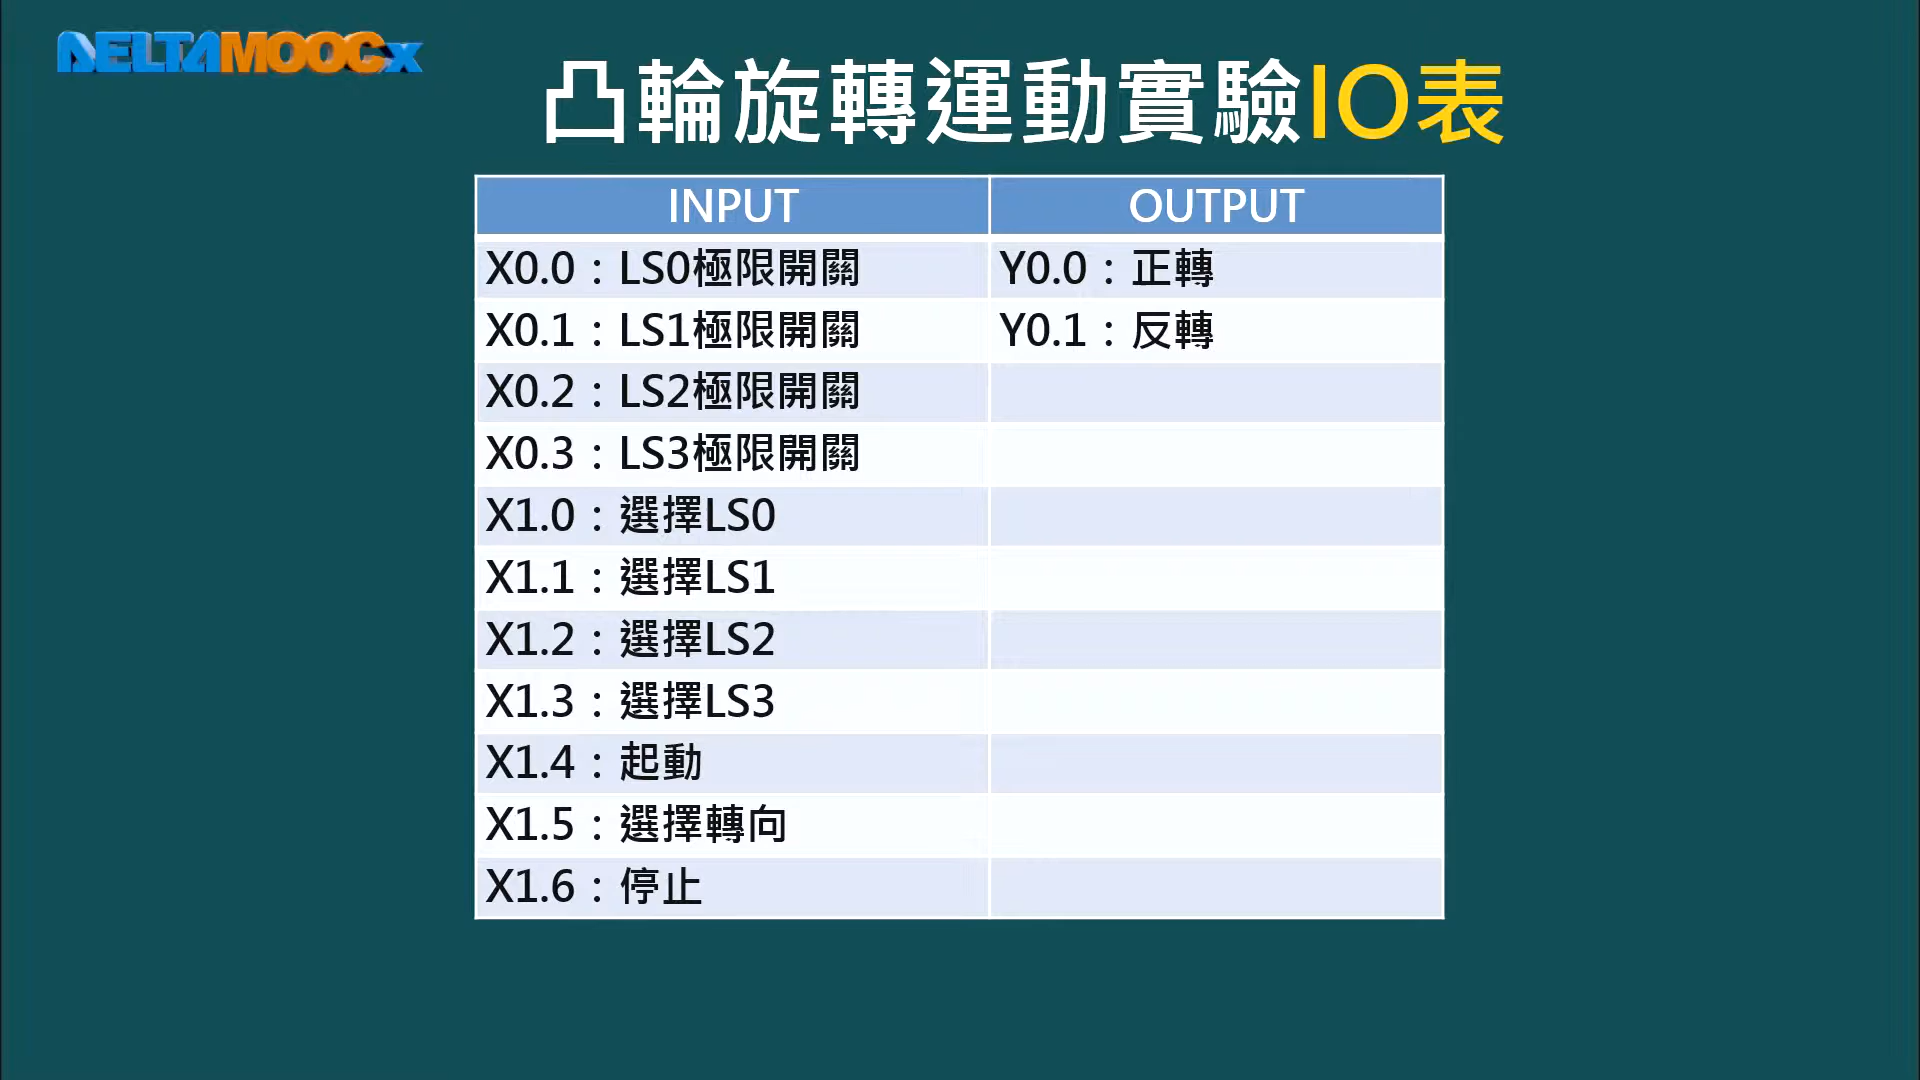 DELTAMOOCx
凸輪旋轉運動實驗IO表
INPUT OUTPUT
X0.0：LS0極限開關 Y0.0：正轉
X0.1：LS1極限開關 Y0.1：反轉
X0.2：LS2極限開關
X0.3：LS3極限開關
X1.0：選擇LS0
X1.1：選擇LS1
X1.2：選擇LS2
X1.3：選擇LS3
X1.4：起動
X1.5：選擇轉向
X1.6：停止